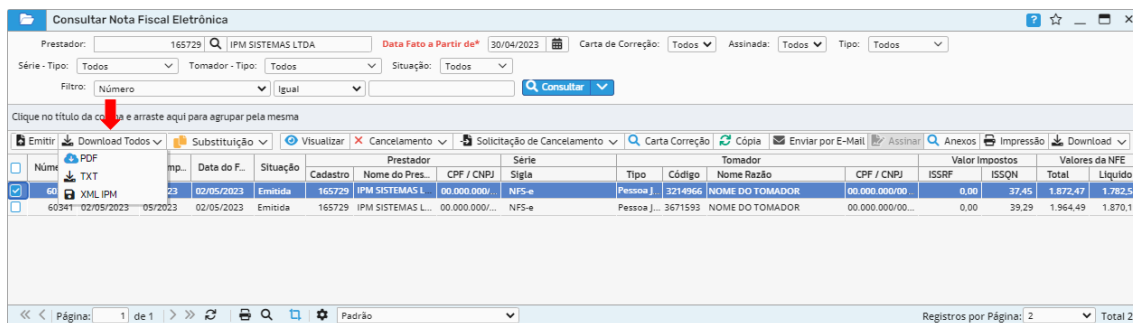 Consultar Nota Fiscal Eletrônica
Prestador: 165729 IPM SISTEMAS LTDA Data Fato a Partir de* 30/04/2023 Carta de Correção: Todos Assinada: Todos Tipo: Todos
Série - Tipo: Todos Tomador - Tipo: Todos Situação: Todos
Filtro: Número Igual Consultar
Clique no título da co e arraste aqui para agrupar pela mesma
Emitir Download Todos Substituição Visualizar Cancelamento Solicitação de Cancelamento Carta Correção Cópia Enviar por E-Mail Assinar Anexos Impressão Download
PDF
TXT
XML IPM
Prestador Série Tomador Valor Impostos Valores da NFE
Núme mp... Data do F... Situação Cadastro Nome do Pres... CPF / CNPJ Sigla Tipo Código Nome Razão CPF / CNPJ ISSRF ISSQN Total Líquido
60 23 02/05/2023 Emitida 165729 IPM SISTEMAS L... 00.000.000/... NFS-e Pessoa J... 3214966 NOME DO TOMADOR 00.000.000/00... 0,00 37,45 1.872,47 1.782,5
60341 02/05/2023 05/2023 02/05/2023 Emitida 165729 IPM SISTEMAS L... 00.000.000/... NFS-e Pessoa J... 3671593 NOME DO TOMADOR 00.000.000/00... 0,00 39,29 1.964,49 1.870,1
Página: 1 de 1 Padrão Registros por Página: 2 Total 2